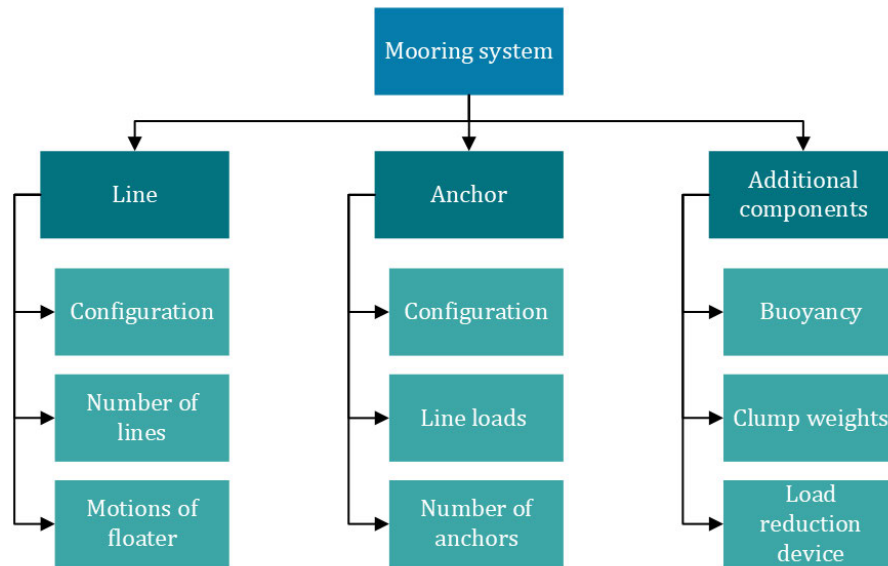 Mooring system
Line
Anchor
Additional
components
Configuration
Configuration
Buoyancy
Number of
lines
Line loads
Clump weights
Motions of
floater
Number of
anchors
Load
reduction
device